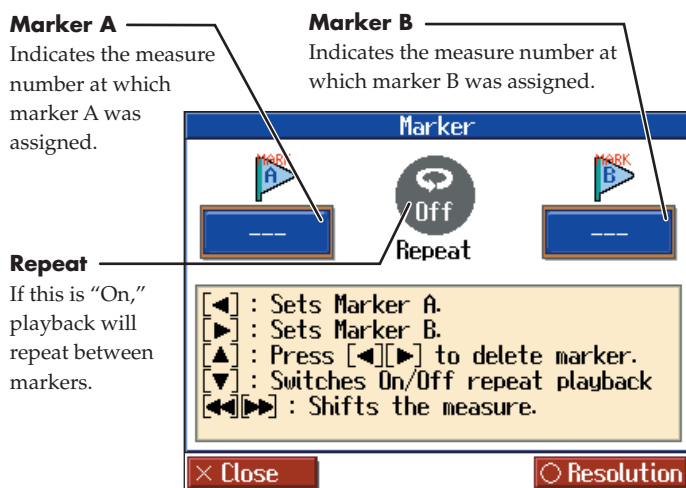 Marker A
Indicates the measure
number at which
marker A was
assigned.
Marker B
Indicates the measure number at
which marker B was assigned.
Marker
MARK
A
---
Off
Repeat
MARK
B
---
Repeat
If this is “On,”
playback will
repeat between
markers.
[◀] : Sets Marker A.
[▶] : Sets Marker B.
[▲] : Press [◀][▶] to delete marker.
[▼] : Switches On/Off repeat playback
[◀◀][▶▶] : Shifts the measure.
× Close
○ Resolution